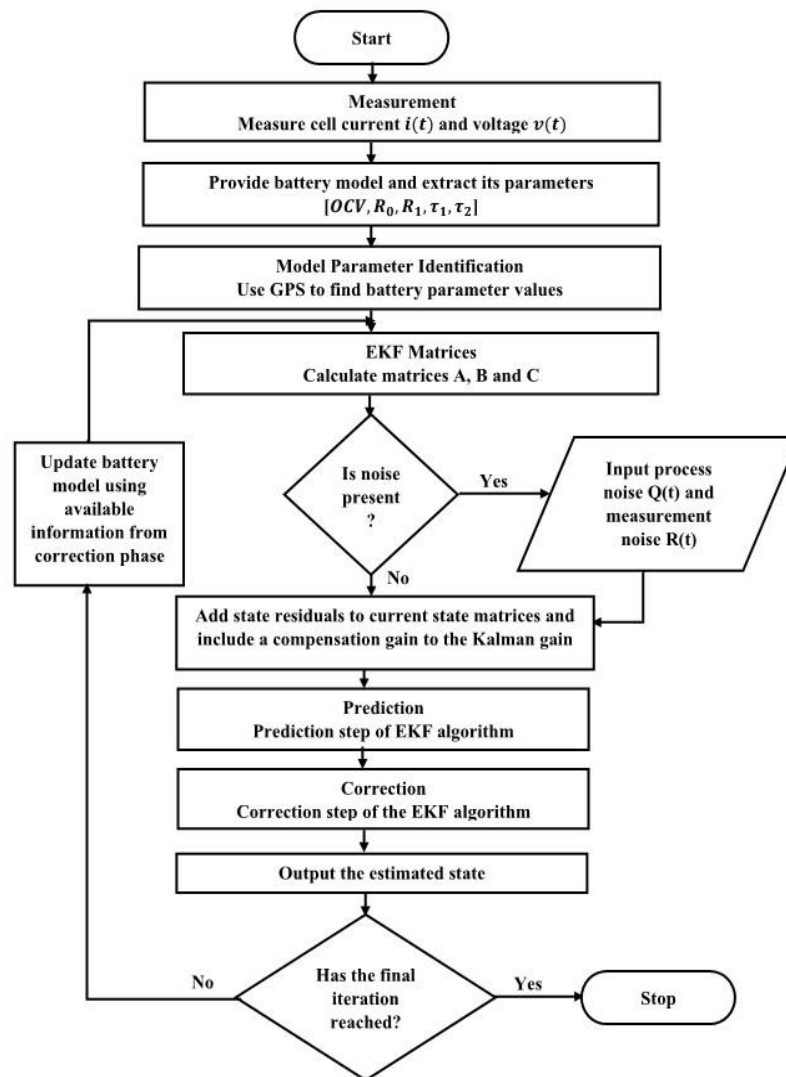 Start
Measurement
Measure cell current i(t) and voltage v(t)
Provide battery model and extract its parameters
[OCV, R₀, R₁, τ₁, τ₂]
Model Parameter Identification
Use GPS to find battery parameter values
EKF Matrices
Calculate matrices A, B and C
Update battery
model using
available
information from
correction phase
Is noise
present
?
Yes
Input process
noise Q(t) and
measurement
noise R(t)
No
Add state residuals to current state matrices and
include a compensation gain to the Kalman gain
Prediction
Prediction step of EKF algorithm
Correction
Correction step of the EKF algorithm
Output the estimated state
No
Has the final
iteration
reached?
Yes
Stop